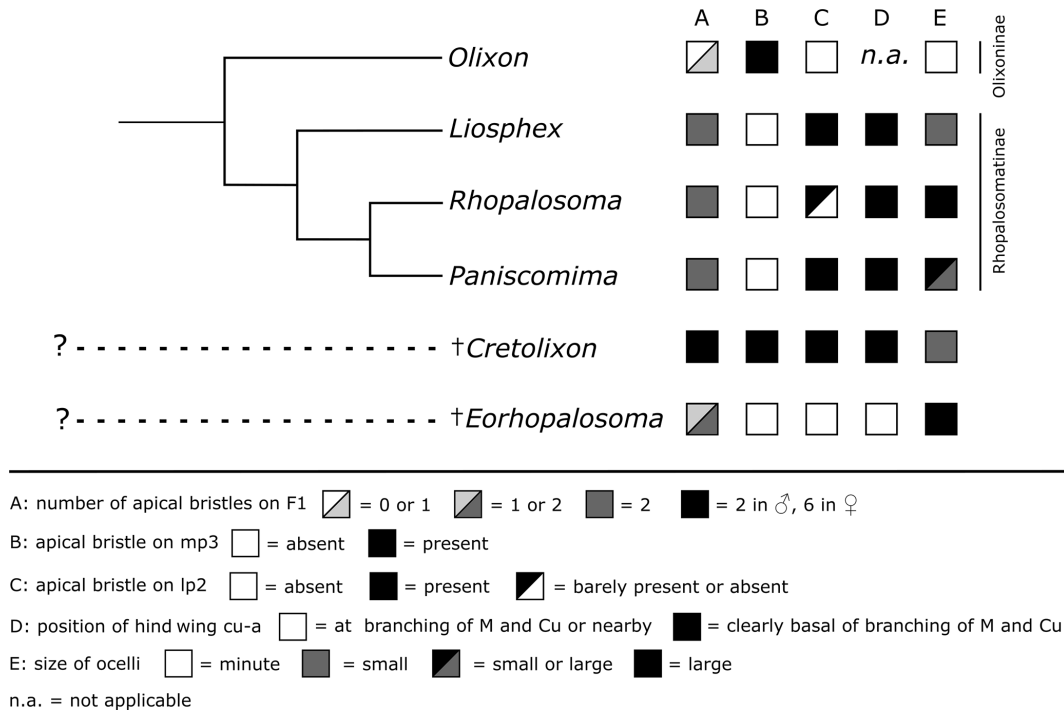 A B C D E
Olixon n.a.
Olixoninae
Liosphex
Rhopalosoma
Paniscomima
Rhopalosomatinae
? †Cretolixon
? †Eorhopalosoma
A: number of apical bristles on F1 = 0 or 1 = 1 or 2 = 2 = 2 in ♂, 6 in ♀
B: apical bristle on mp3 = absent = present
C: apical bristle on lp2 = absent = present = barely present or absent
D: position of hind wing cu-a = at branching of M and Cu or nearby = clearly basal of branching of M and Cu
E: size of ocelli = minute = small = small or large = large
n.a. = not applicable